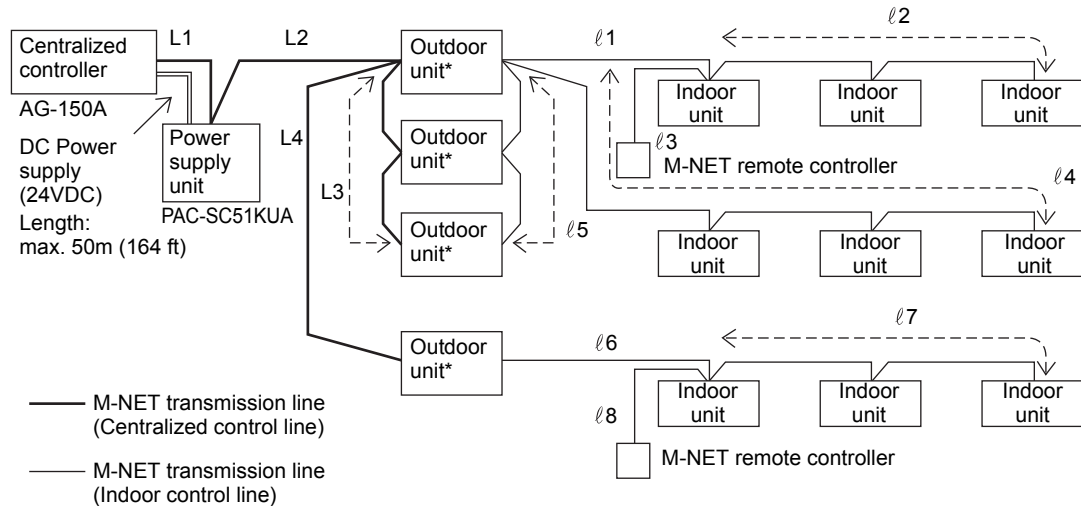 Centralized
controller
AG-150A
L1
L2
DC Power
supply
(24VDC)
Length:
max. 50m (164 ft)
Power
supply
unit
PAC-SC51KUA
L4
L3
Outdoor
unit*
Outdoor
unit*
Outdoor
unit*
Outdoor
unit*
ℓ1
ℓ2
Indoor
unit
Indoor
unit
Indoor
unit
ℓ3
M-NET remote controller
ℓ4
ℓ5
Indoor
unit
Indoor
unit
Indoor
unit
ℓ6
ℓ7
Indoor
unit
Indoor
unit
Indoor
unit
ℓ8
M-NET remote controller
M-NET transmission line
(Centralized control line)
M-NET transmission line
(Indoor control line)